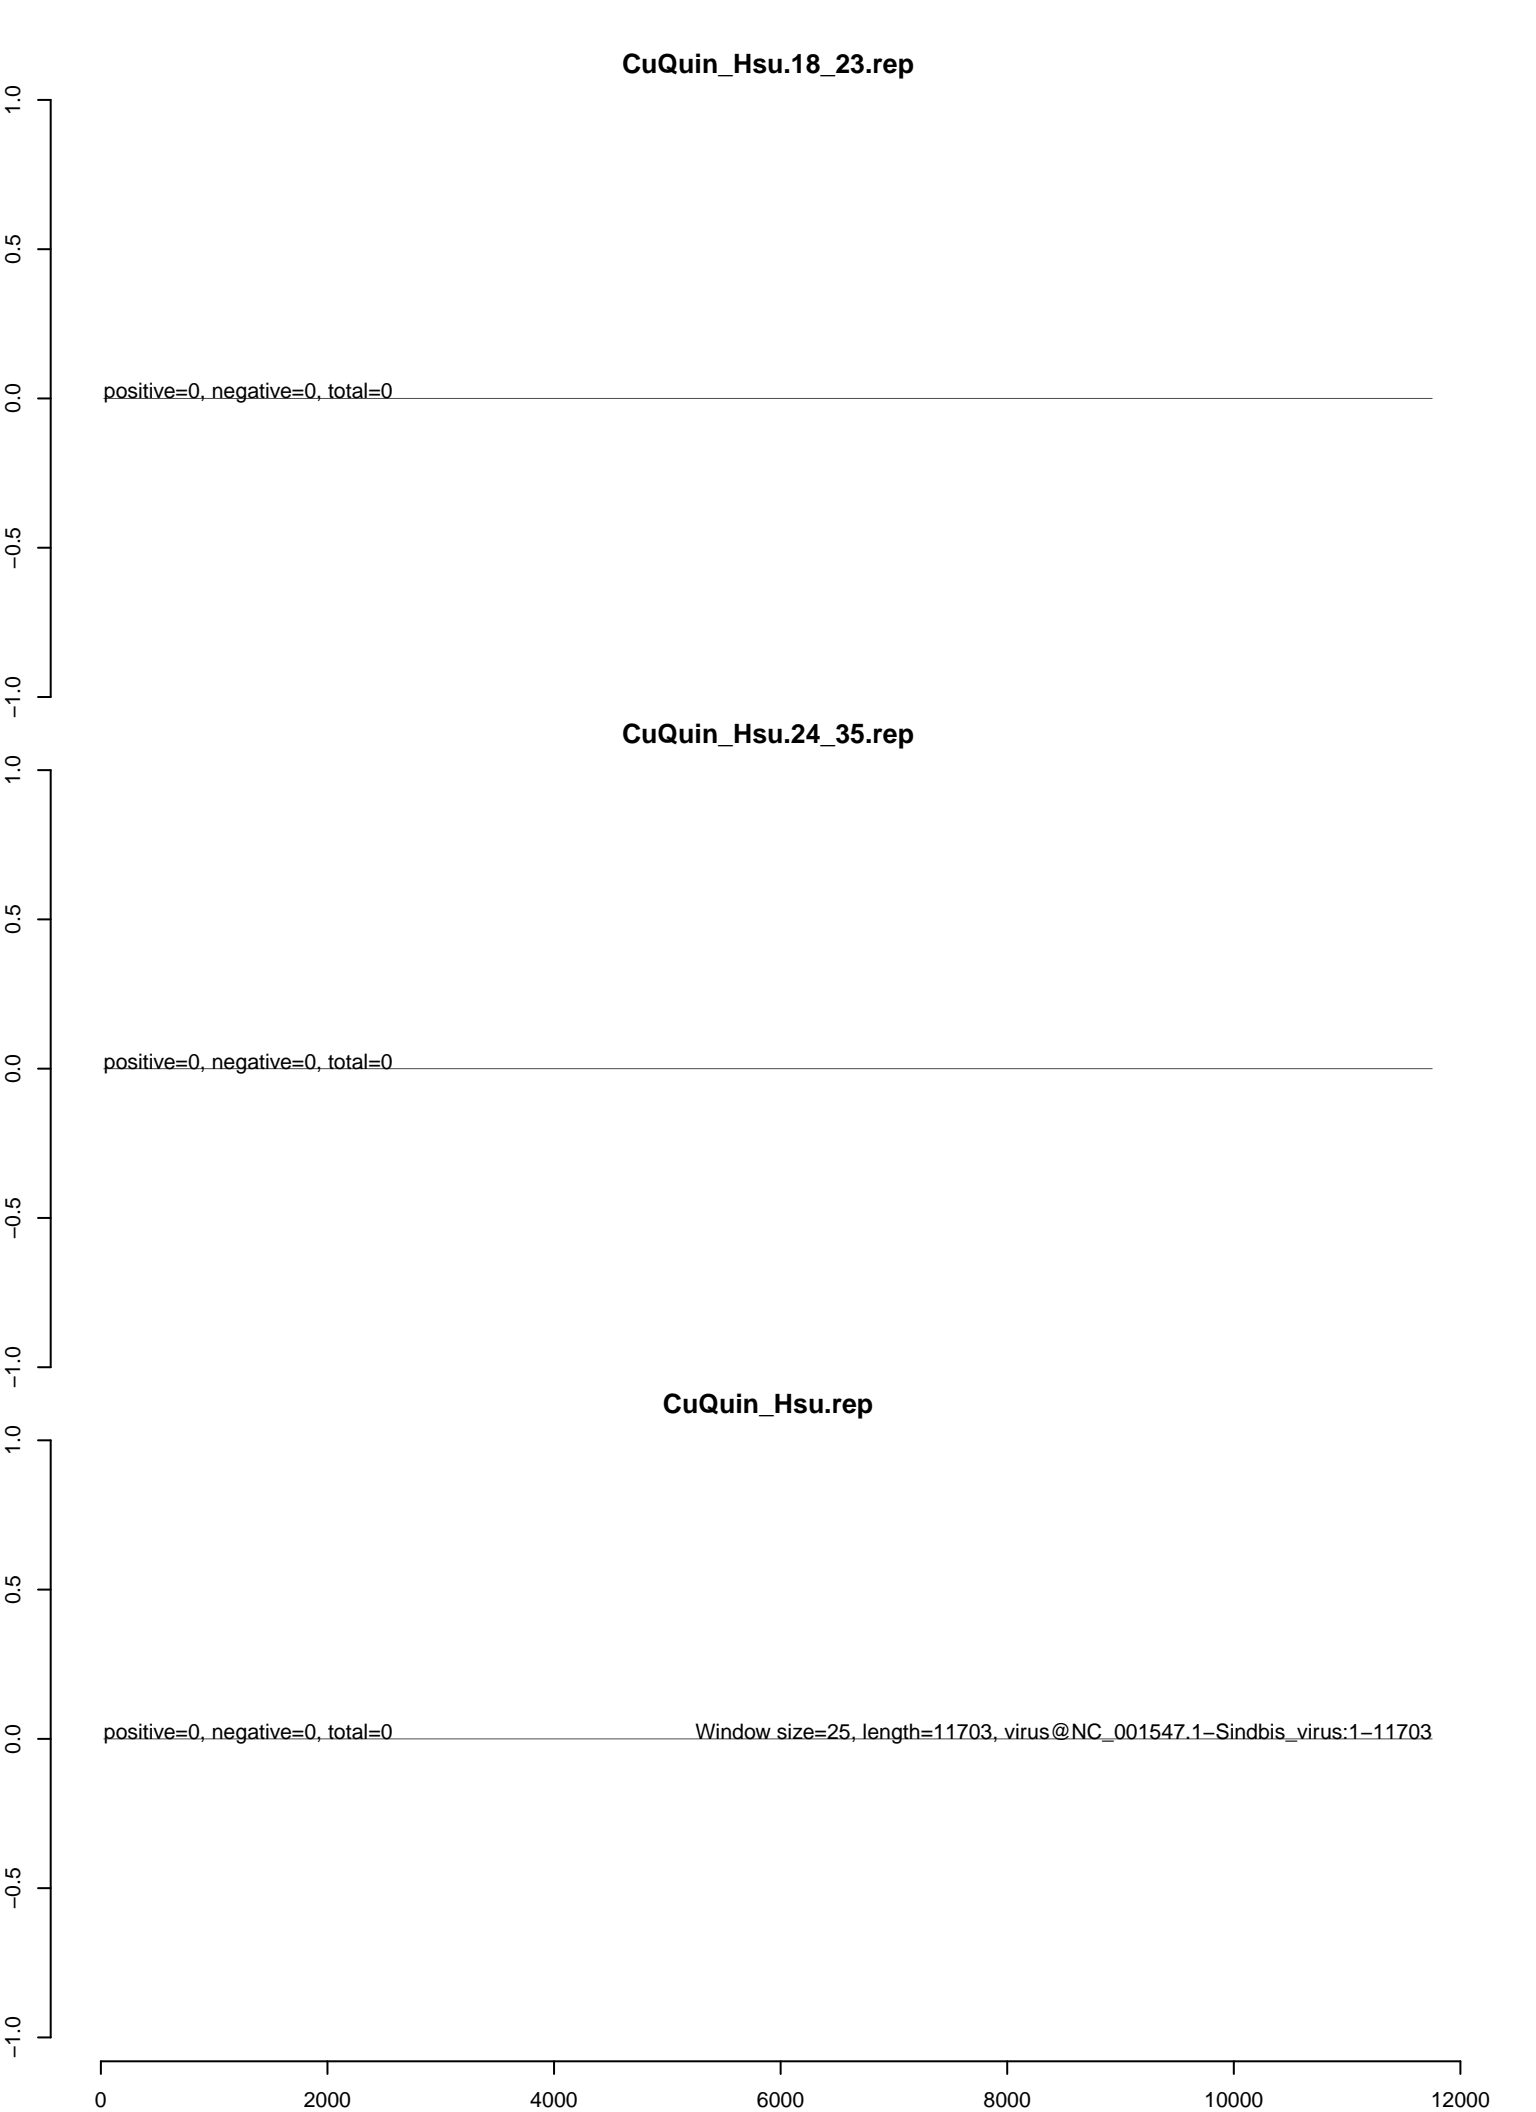 CuQuin_Hsu.18_23.rep
1.0
0.5
0.0
−0.5
−1.0
positive=0, negative=0, total=0
CuQuin_Hsu.24_35.rep
1.0
0.5
0.0
−0.5
−1.0
positive=0, negative=0, total=0
CuQuin_Hsu.rep
1.0
0.5
0.0
−0.5
−1.0
positive=0, negative=0, total=0
Window size=25, length=11703, virus@NC_001547.1−Sindbis_virus:1−11703
0 2000 4000 6000 8000 10000 12000